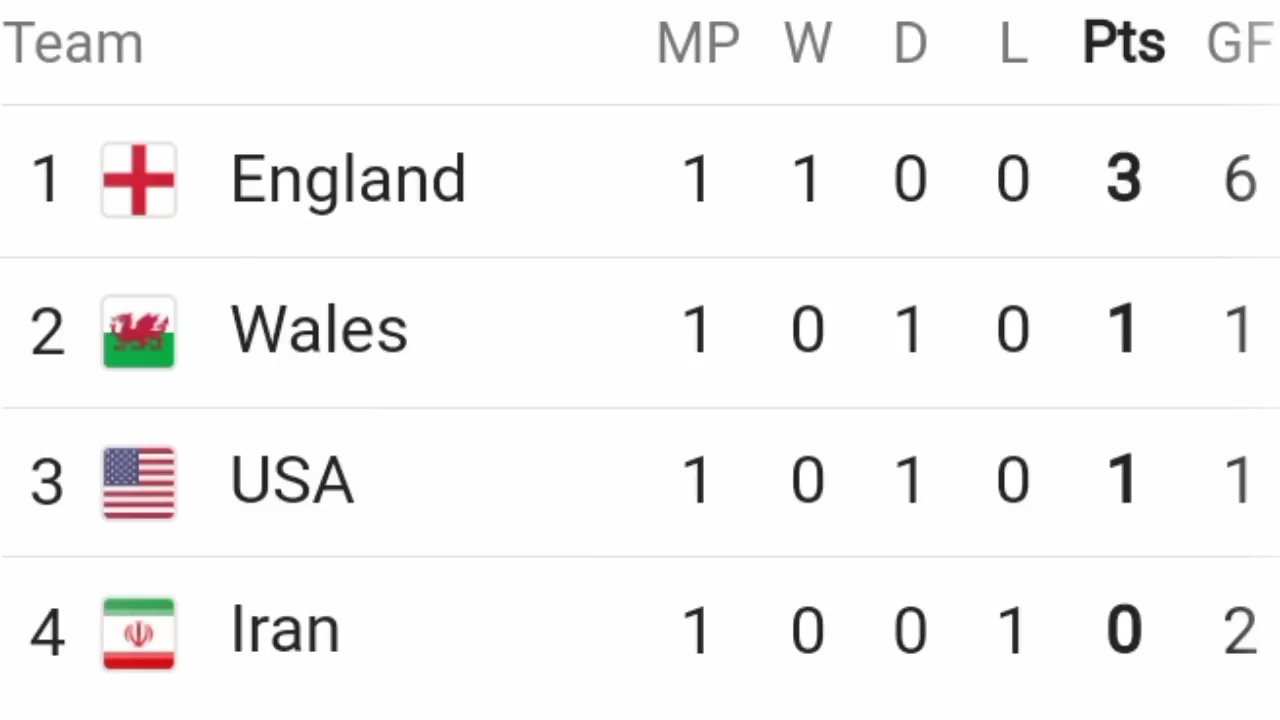 Team MP W D L Pts GF
1 England 1 1 0 0 3 6
2 Wales 1 0 1 0 1 1
3 USA 1 0 1 0 1 1
4 Iran 1 0 0 1 0 2